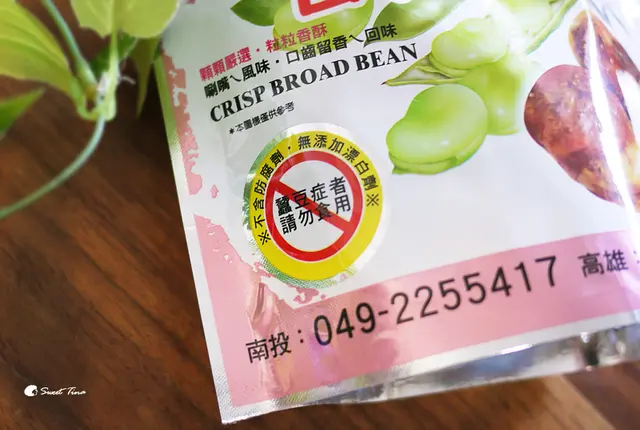 顆顆嚴選·粒粒香酥
唰嘴ㄟ風味·口齒留香ㄟ回味
CRISP BROAD BEAN
*本圖樣僅供參考
※不含防腐劑·無添加漂白劑※
蠶豆症者
請勿食用
南投：049-2255417 高雄：
Sweet Tina